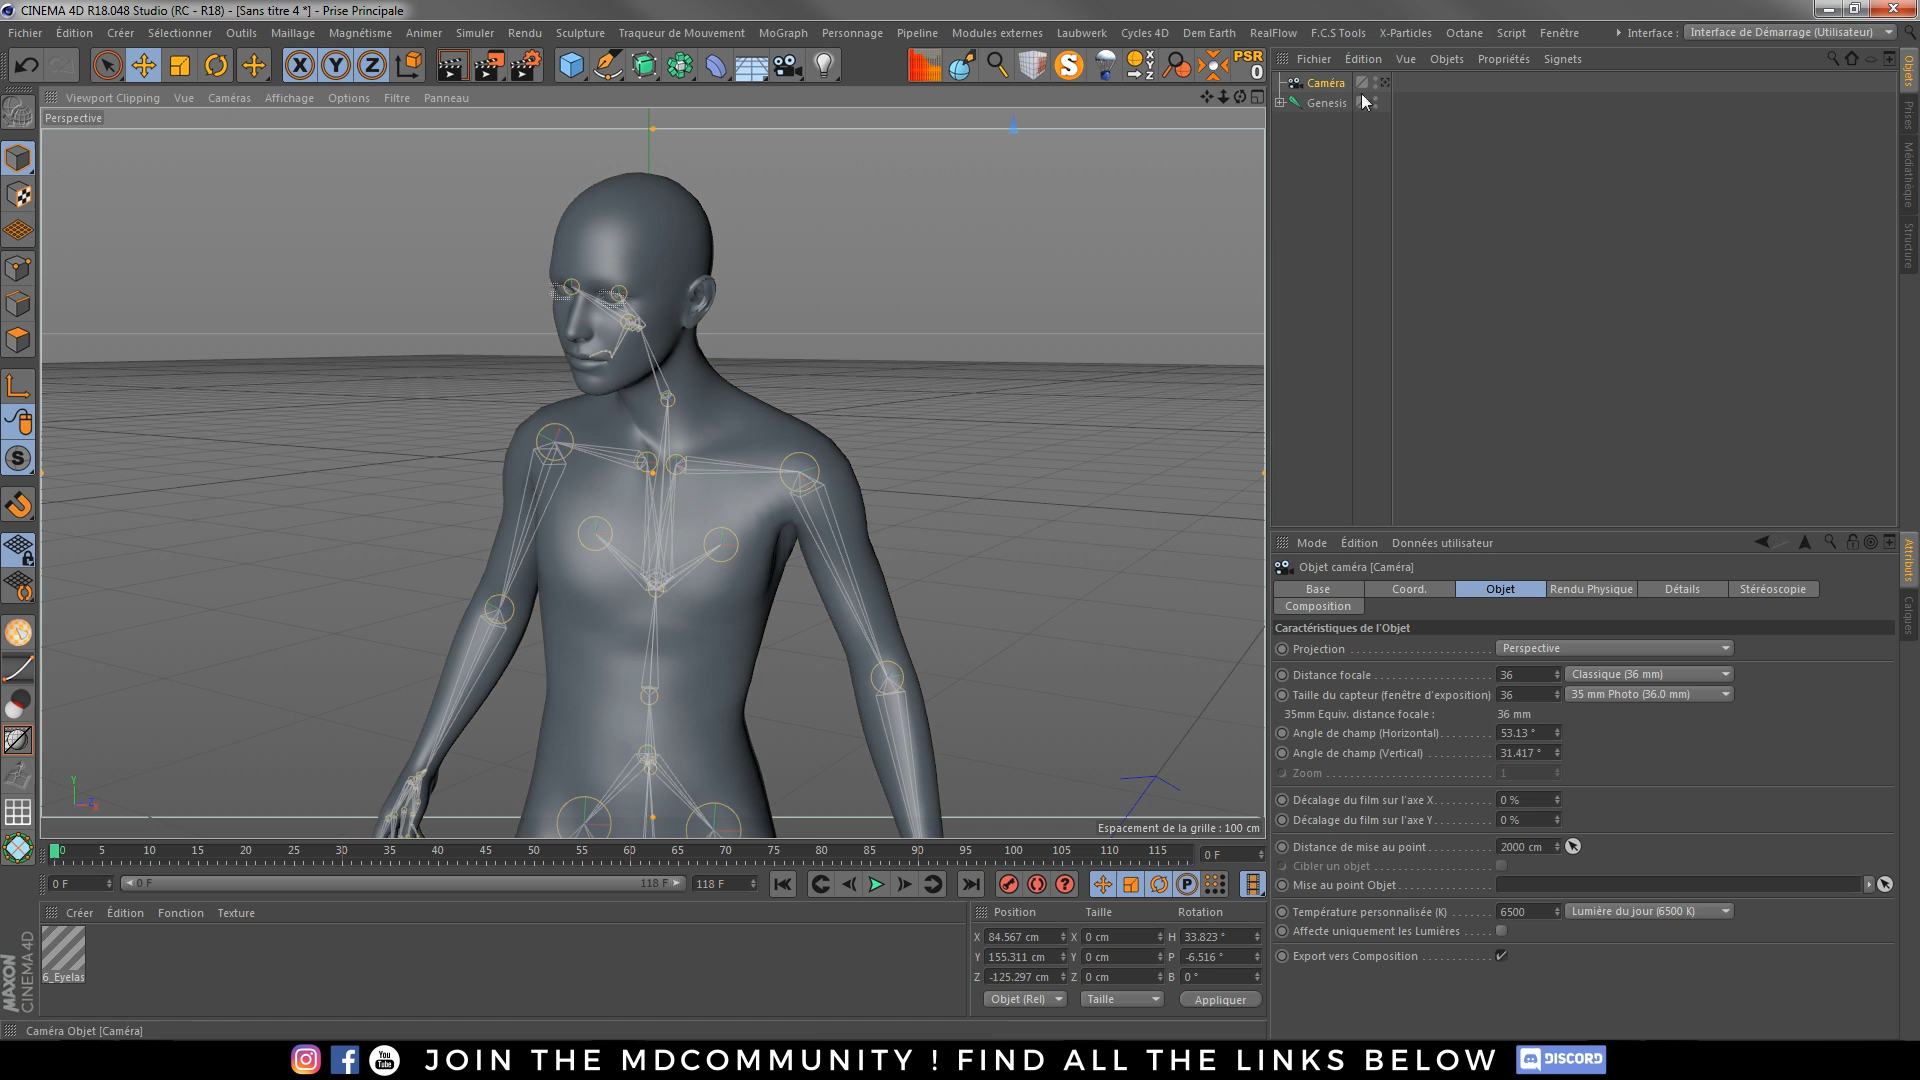 CINEMA 4D R18.048 Studio (RC - R18) - [Sans titre 4 *] - Prise Principale
Fichier Édition Créer Sélectionner Outils Maillage Magnétisme Animer Simuler Rendu Sculpture Traqueur de Mouvement MoGraph Personnage Pipeline Modules externes Laubwerk Cycles 4D Dem Earth RealFlow F.C.S Tools X-Particles Octane Script Fenêtre Interface : Interface de Démarrage (Utilisateur)
X Y Z S XYZ PSR 0
Fichier Édition Vue Objets Propriétés Signets
Viewport Clipping Vue Caméras Affichage Options Filtre Panneau
Perspective
Caméra
Genesis
Objets
Prises
Médiathèque
Structure
Y
Z
Espacement de la grille : 100 cm
Mode Édition Données utilisateur
Objet caméra [Caméra]
Base Coord. Objet Rendu Physique Détails Stéréoscopie
Composition
Caractéristiques de l'Objet
Projection Perspective
Distance focale 36 Classique (36 mm)
Taille du capteur (fenêtre d'exposition) 36 35 mm Photo (36.0 mm)
35mm Equiv. distance focale : 36 mm
Angle de champ (Horizontal) 53.13 °
Angle de champ (Vertical) 31.417 °
Zoom 1
Décalage du film sur l'axe X 0 %
Décalage du film sur l'axe Y 0 %
Distance de mise au point 2000 cm
Cibler un objet
Mise au point Objet
Température personnalisée (K) 6500 Lumière du jour (6500 K)
Affecte uniquement les Lumières
Export vers Composition
Attributs
Calques
0 5 10 15 20 25 30 35 40 45 50 55 60 65 70 75 80 85 90 95 100 105 110 115 0 F
0 F 0 F 118 F 118 F
Créer Édition Fonction Texture
6_Eyelas
Position Taille Rotation
X 84.567 cm X 0 cm H 33.823 °
Y 155.311 cm Y 0 cm P -6.516 °
Z -125.297 cm Z 0 cm B 0 °
Objet (Rel) Taille Appliquer
MAXON
CINEMA 4D
Caméra Objet [Caméra]
You Tube JOIN THE MDCOMMUNITY ! FIND ALL THE LINKS BELOW DISCORD